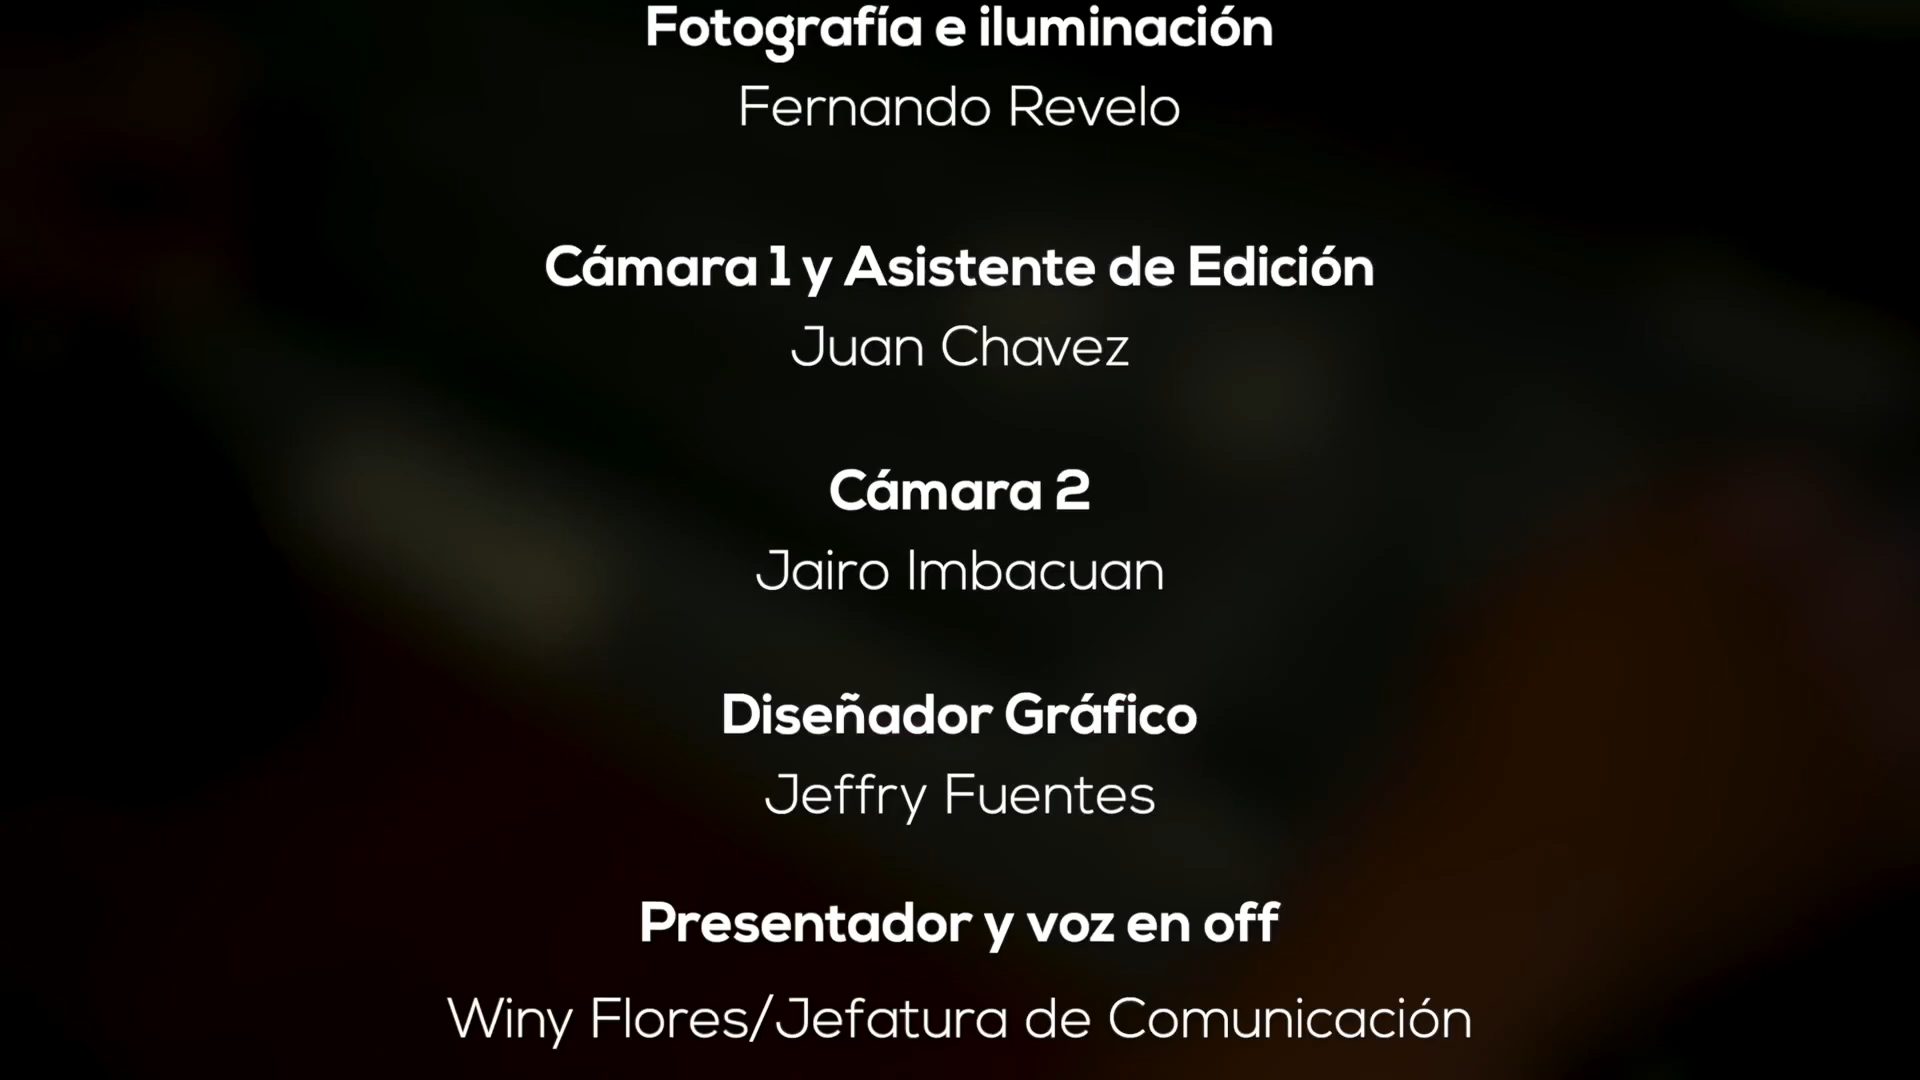 Fotografía e iluminación
Fernando Revelo
Cámara 1 y Asistente de Edición
Juan Chavez
Cámara 2
Jairo Imbacuan
Diseñador Gráfico
Jeffry Fuentes
Presentador y voz en off
Winy Flores/Jefatura de Comunicación